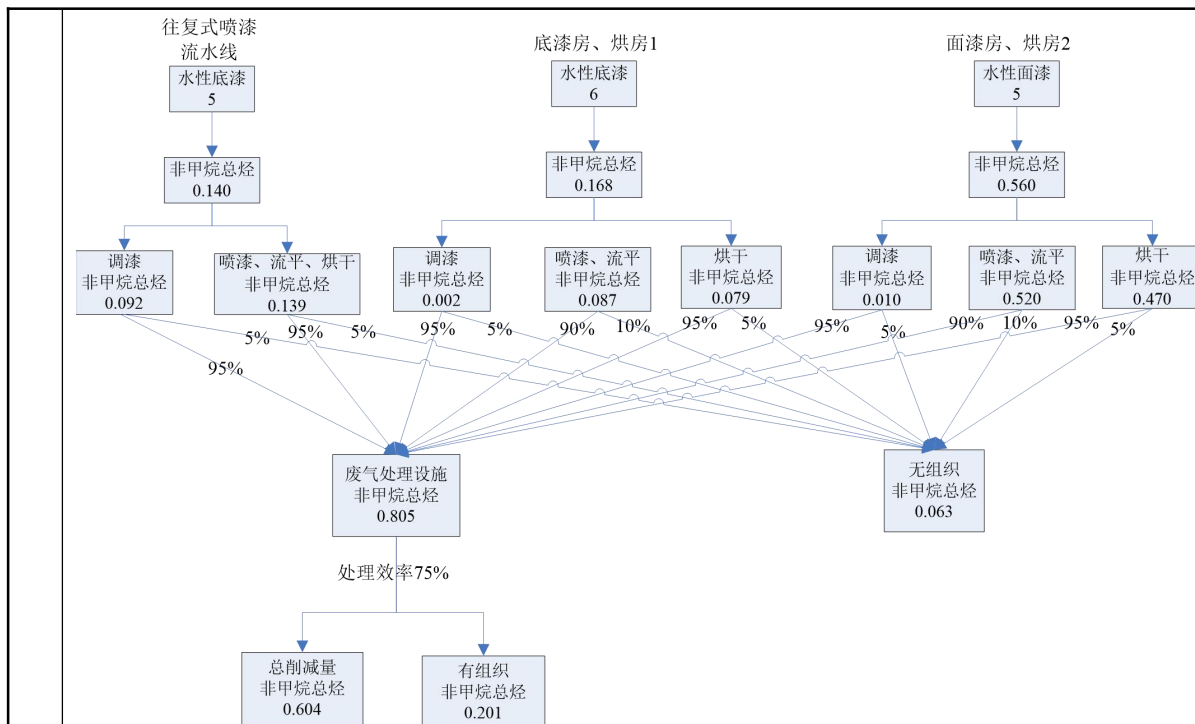 往复式喷漆
流水线
底漆房、烘房1
面漆房、烘房2
水性底漆
5
水性底漆
6
水性面漆
5
非甲烷总烃
0.140
非甲烷总烃
0.168
非甲烷总烃
0.560
调漆
非甲烷总烃
0.092
喷漆、流平、烘干
非甲烷总烃
0.139
调漆
非甲烷总烃
0.002
喷漆、流平
非甲烷总烃
0.087
烘干
非甲烷总烃
0.079
调漆
非甲烷总烃
0.010
喷漆、流平
非甲烷总烃
0.520
烘干
非甲烷总烃
0.470
95%
5%
95%
5%
95%
5%
90%
10%
95%
5%
95%
5%
90%
10%
95%
5%
废气处理设施
非甲烷总烃
0.805
无组织
非甲烷总烃
0.063
处理效率75%
总削减量
非甲烷总烃
0.604
有组织
非甲烷总烃
0.201